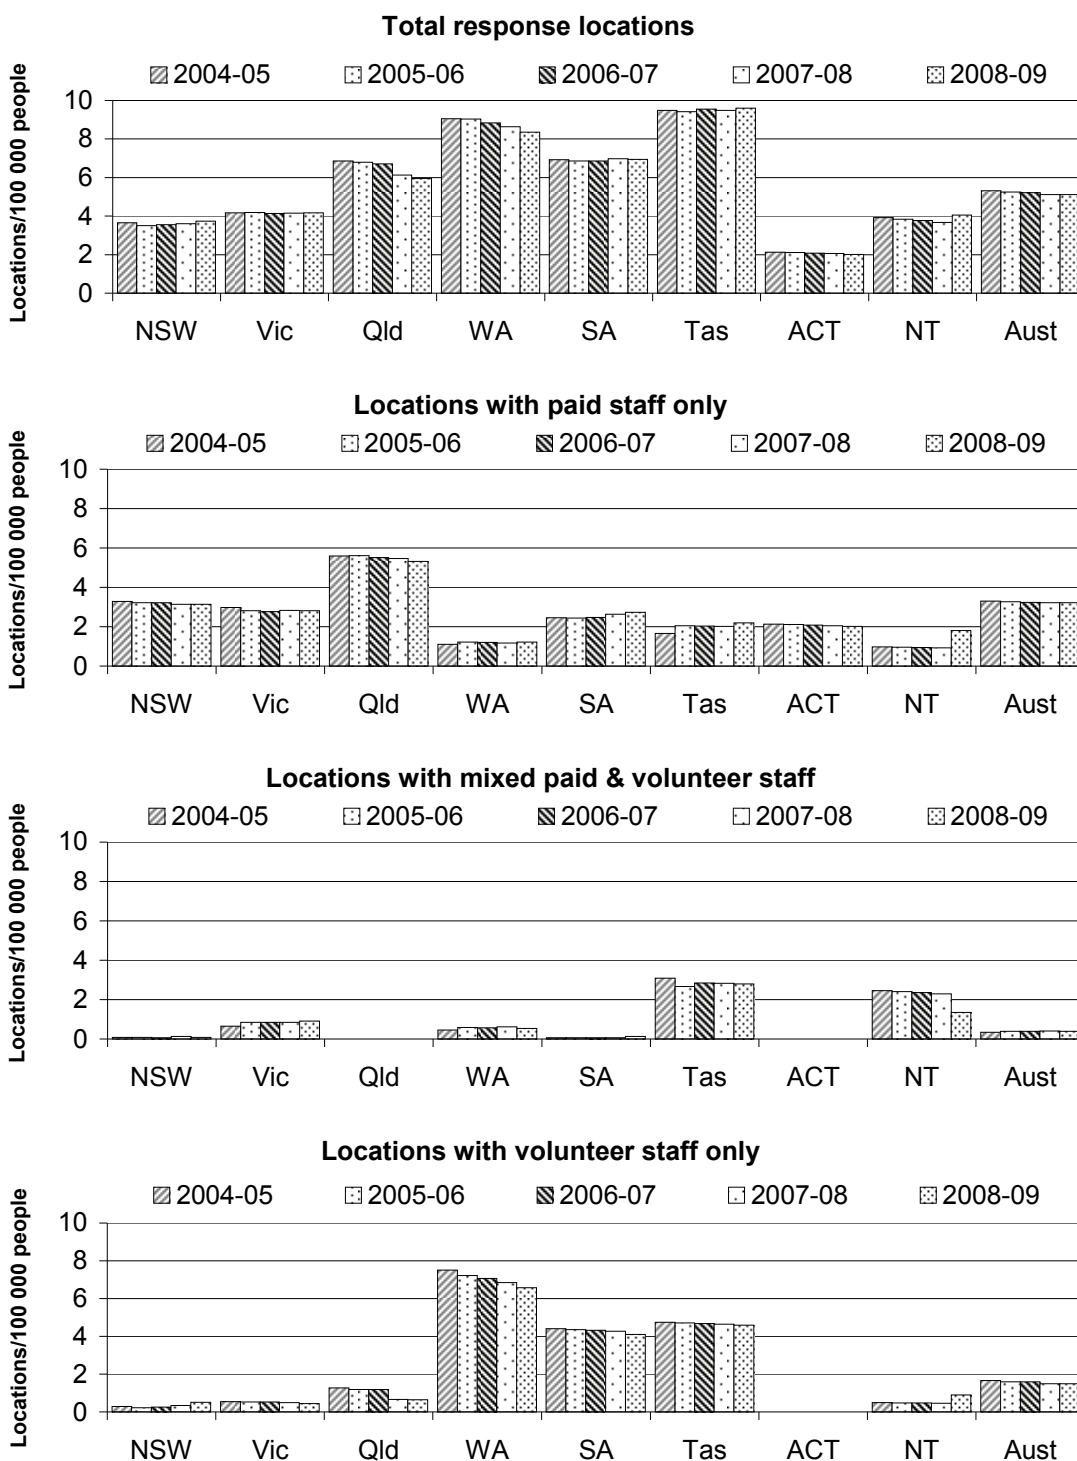 Total response locations
2004-05 2005-06 2006-07 2007-08 2008-09
Locations/100 000 people
10
8
6
4
2
0
NSW Vic Qld WA SA Tas ACT NT Aust
Locations with paid staff only
2004-05 2005-06 2006-07 2007-08 2008-09
Locations/100 000 people
10
8
6
4
2
0
NSW Vic Qld WA SA Tas ACT NT Aust
Locations with mixed paid & volunteer staff
2004-05 2005-06 2006-07 2007-08 2008-09
Locations/100 000 people
10
8
6
4
2
0
NSW Vic Qld WA SA Tas ACT NT Aust
Locations with volunteer staff only
2004-05 2005-06 2006-07 2007-08 2008-09
Locations/100 000 people
10
8
6
4
2
0
NSW Vic Qld WA SA Tas ACT NT Aust